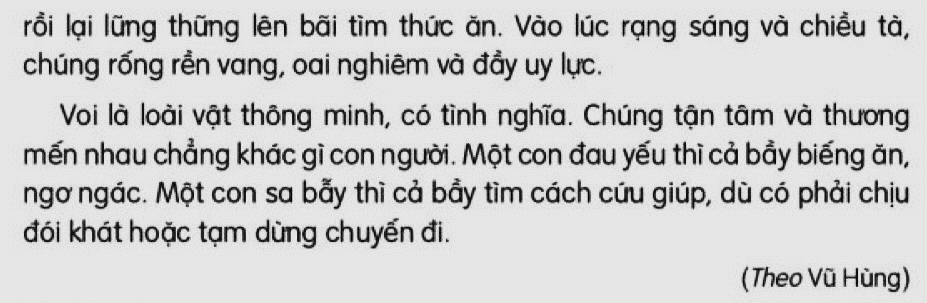 rồi lại lững thững lên bãi tìm thức ăn. Vào lúc rạng sáng và chiều tà,
chúng rống rền vang, oai nghiêm và đầy uy lực.
Voi là loài vật thông minh, có tình nghĩa. Chúng tận tâm và thương
mến nhau chẳng khác gì con người. Một con đau yếu thì cả bầy biếng ăn,
ngơ ngác. Một con sa bẫy thì cả bầy tìm cách cứu giúp, dù có phải chịu
đói khát hoặc tạm dừng chuyến đi.
(Theo Vũ Hùng)